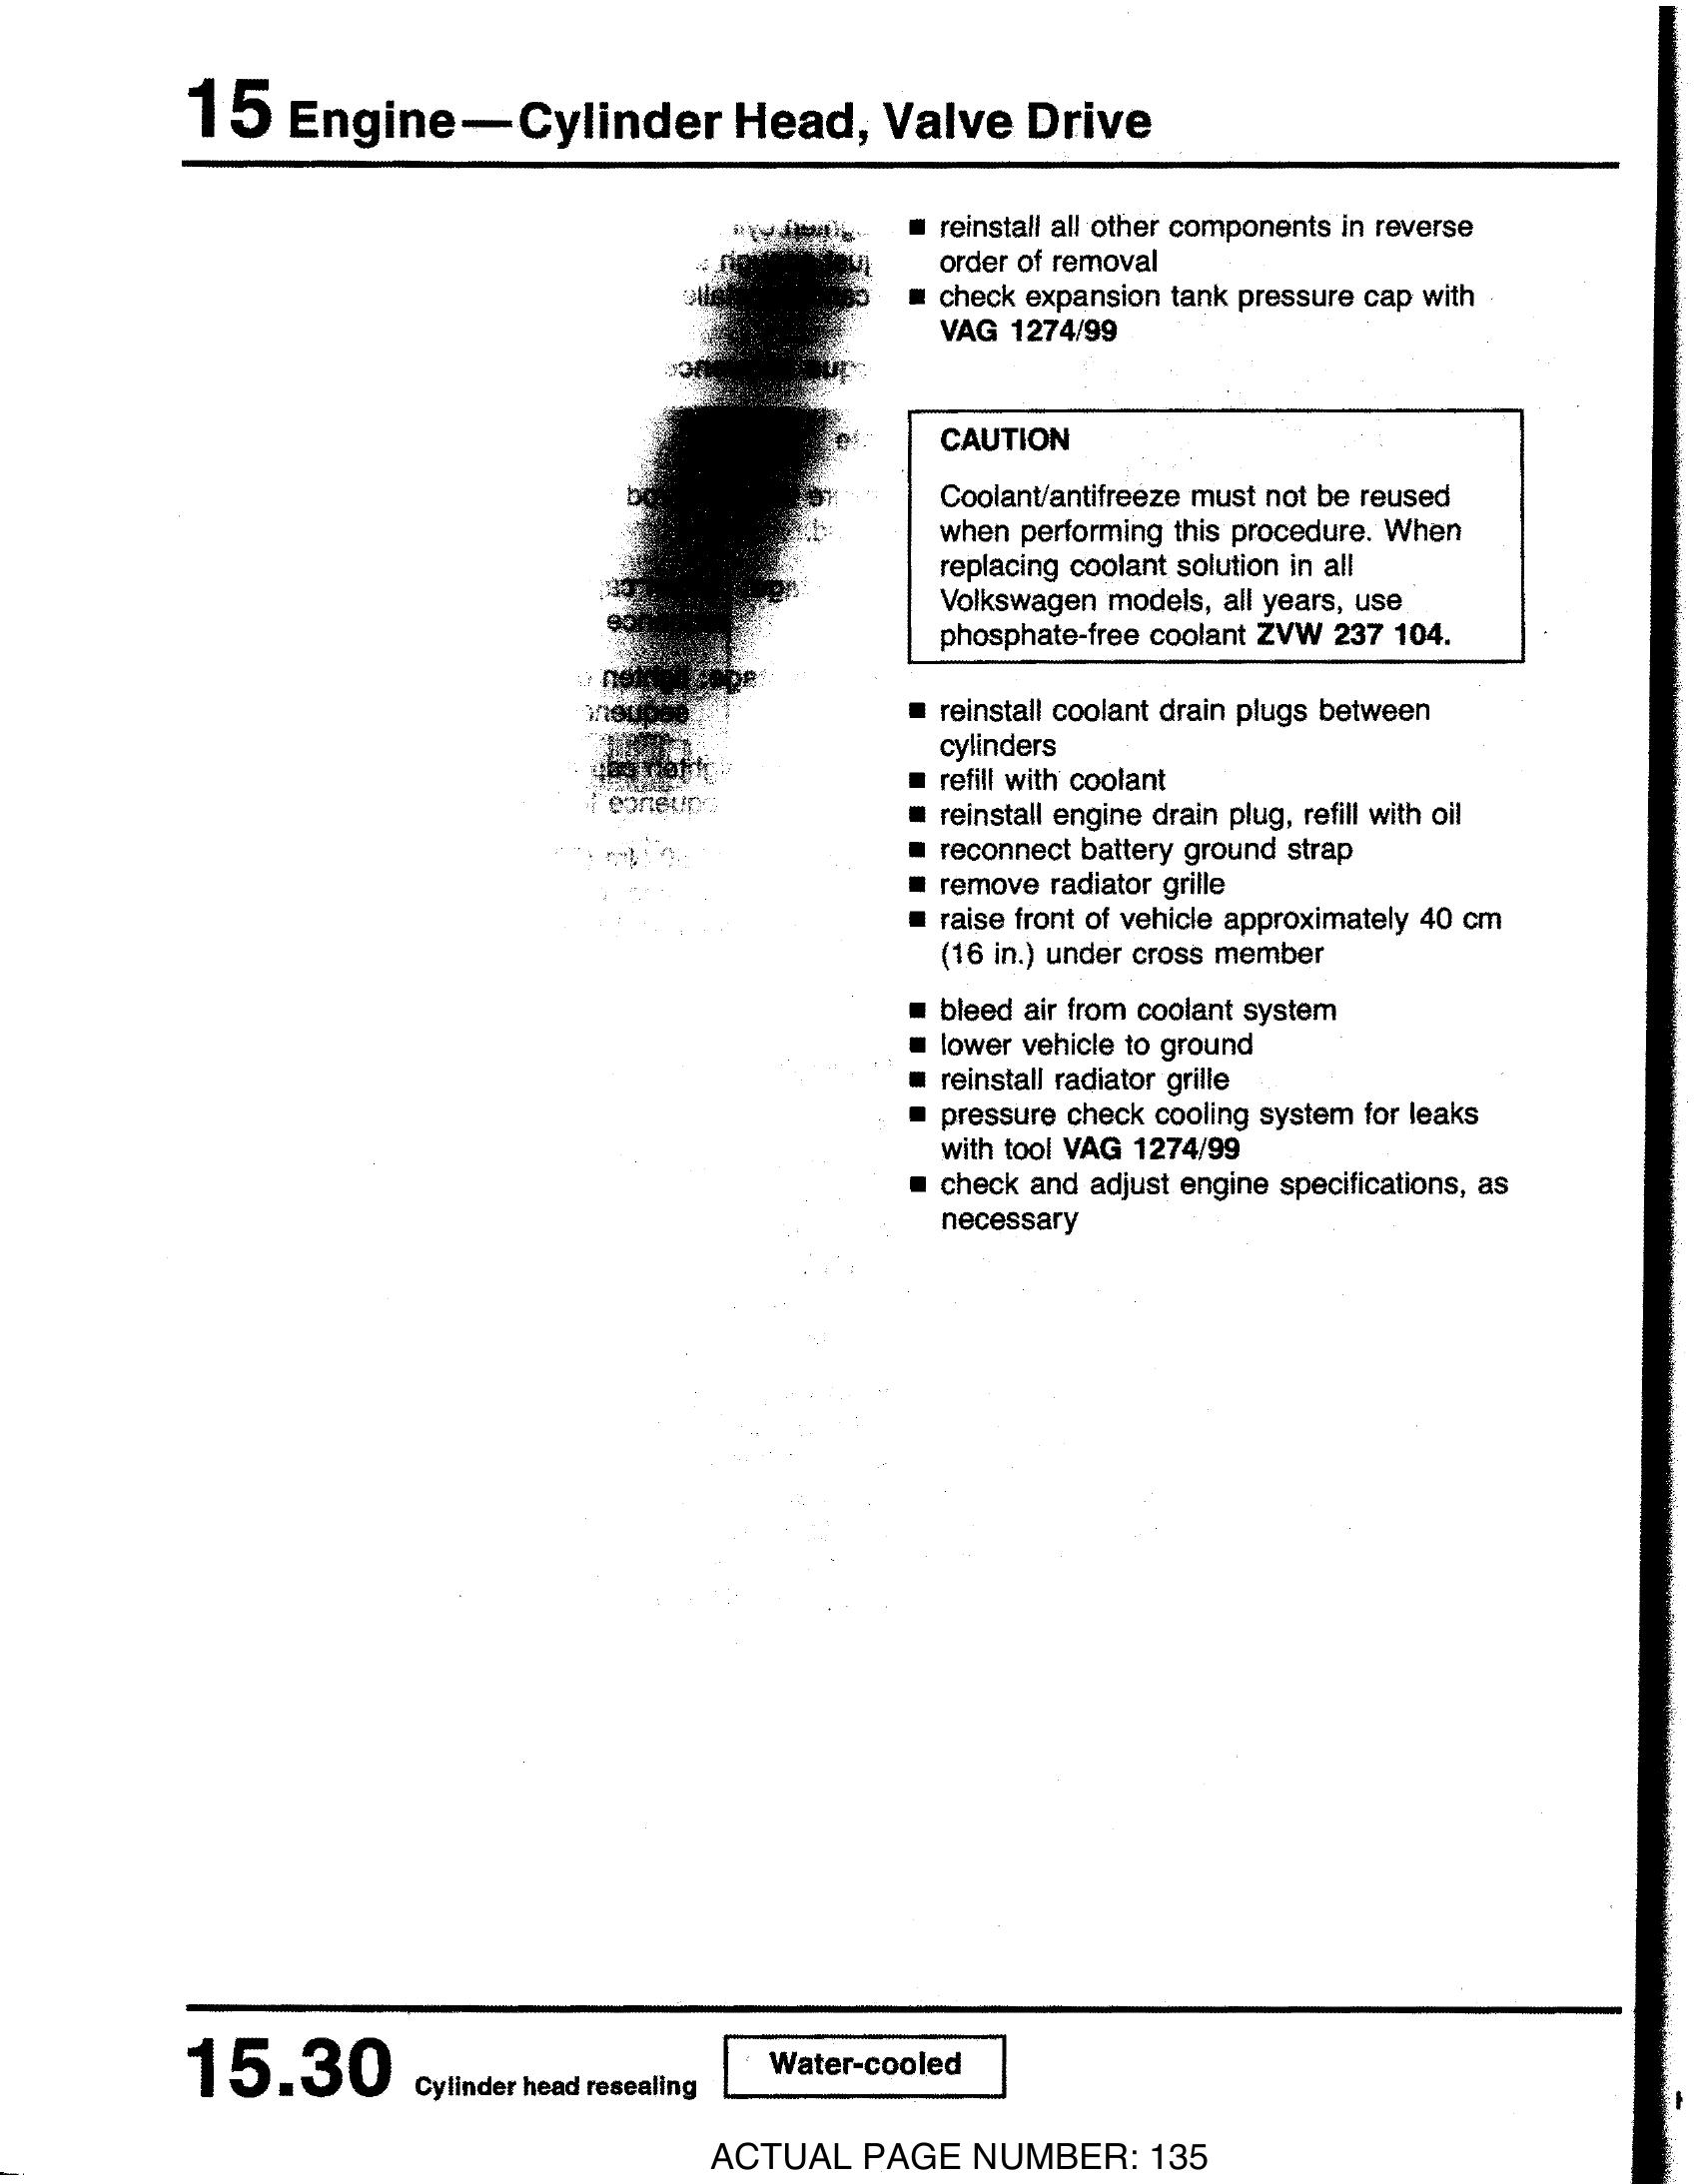 15 Engine—Cylinder Head, Valve Drive
■ reinstall all other components in reverse
order of removal
■ check expansion tank pressure cap with
VAG 1274/99
CAUTION
Coolant/antifreeze must not be reused
when performing this procedure. When
replacing coolant solution in all
Volkswagen models, all years, use
phosphate-free coolant ZVW 237 104.
■ reinstall coolant drain plugs between
cylinders
■ refill with coolant
■ reinstall engine drain plug, refill with oil
■ reconnect battery ground strap
■ remove radiator grille
■ raise front of vehicle approximately 40 cm
(16 in.) under cross member
■ bleed air from coolant system
■ lower vehicle to ground
■ reinstall radiator grille
■ pressure check cooling system for leaks
with tool VAG 1274/99
■ check and adjust engine specifications, as
necessary
15.30 Cylinder head resealing Water-cooled
ACTUAL PAGE NUMBER: 135